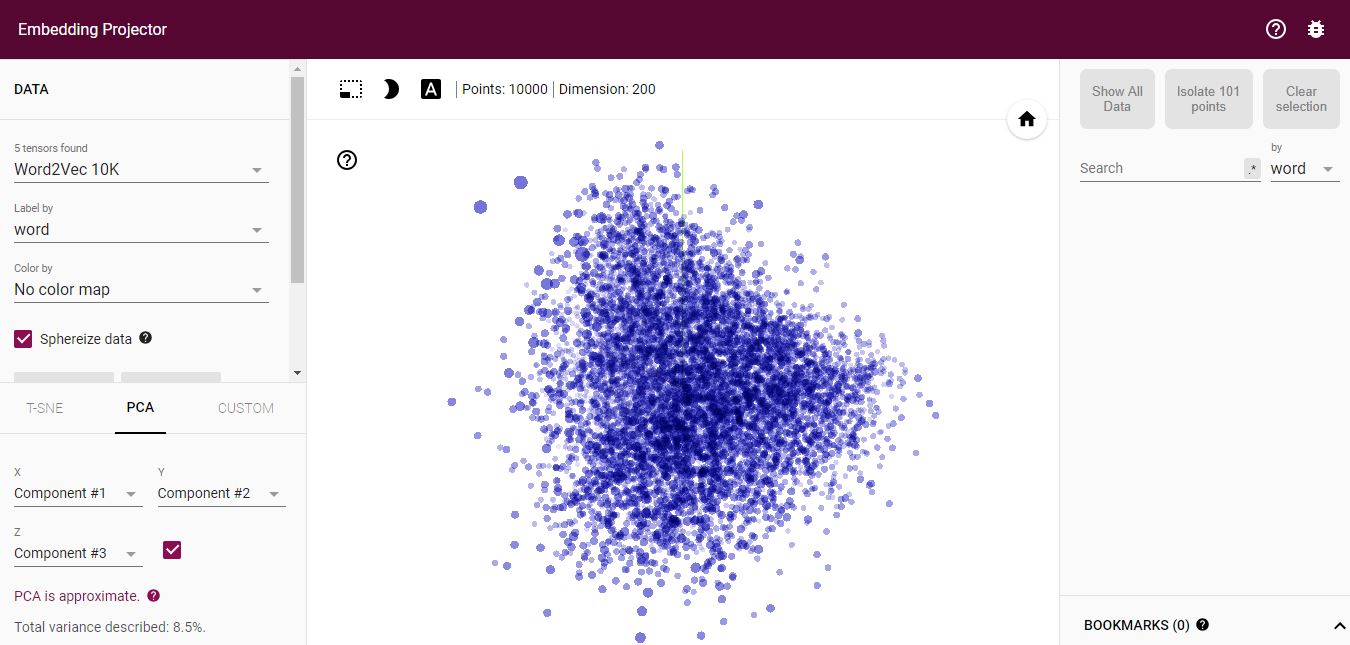 Embedding Projector
DATA
5 tensors found
Word2Vec 10K
Label by
word
Color by
No color map
Sphereize data
T-SNE PCA CUSTOM
X Y
Component #1 Component #2
Z
Component #3
PCA is approximate.
Total variance described: 8.5%.
A Points: 10000 Dimension: 200
Show All
Data
Isolate 101
points
Clear
selection
by
Search .* word
BOOKMARKS (0)